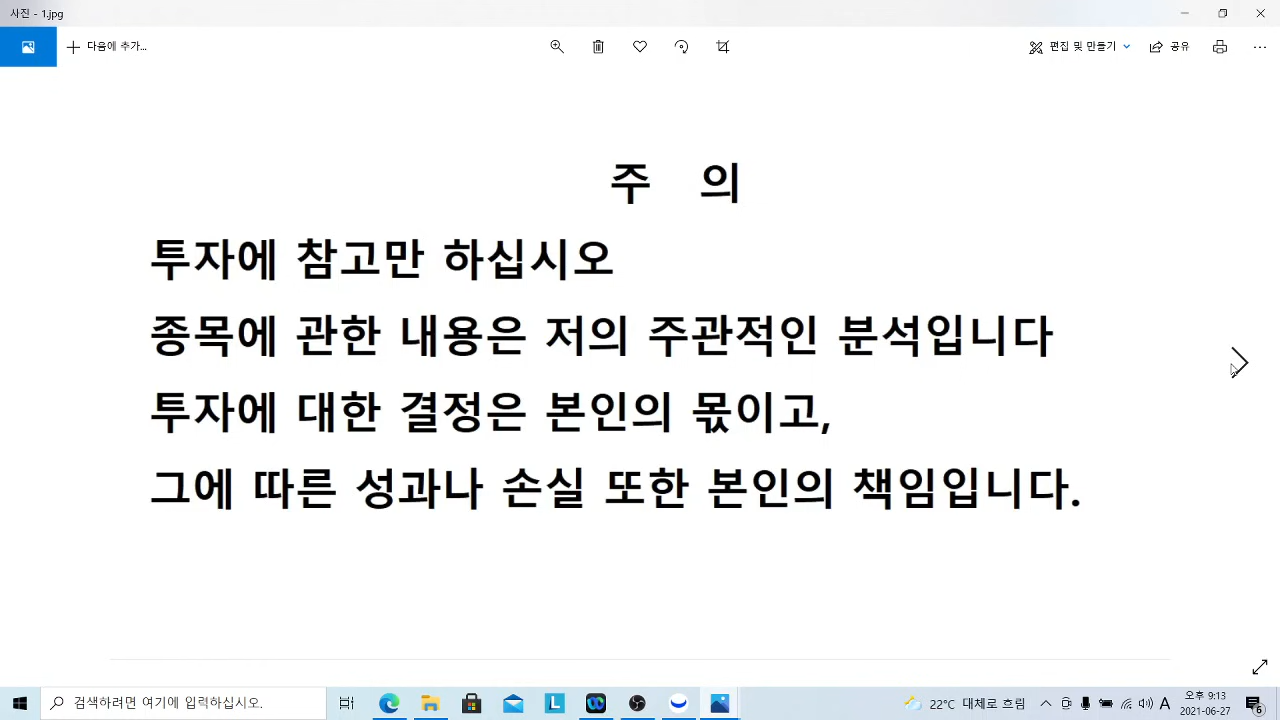 사진 - 1.jpg
다음에 추가...
편집 및 만들기
공유
주 의
투자에 참고만 하십시오
종목에 관한 내용은 저의 주관적인 분석입니다
투자에 대한 결정은 본인의 몫이고,
그에 따른 성과나 손실 또한 본인의 책임입니다.
검색하려면 여기에 입력하십시오.
L
22°C 대체로 흐림
A
오후 9:13
2021-06-27
6